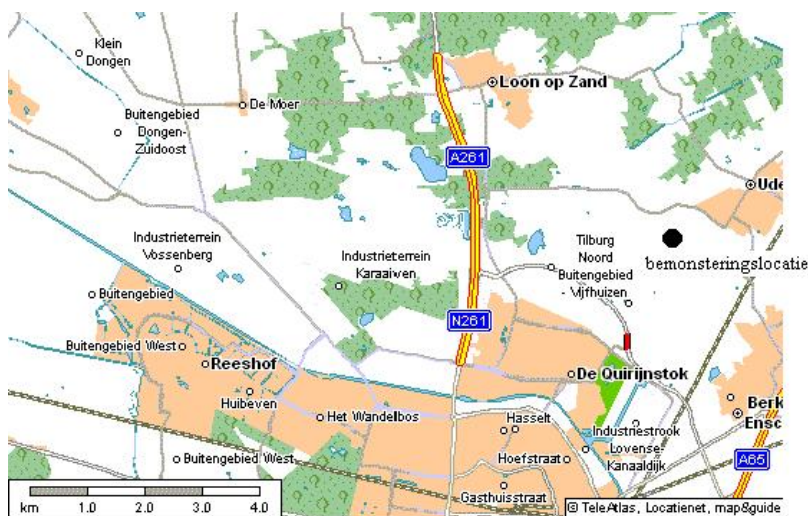 Klein
Dongen
Loon op Zand
De Moer
Buitengebied
Dongen-
Zuidoost
A261
Ude
Industrieterrein
Vossenberg
Industrieterrein
Karaaiven
Tilburg
Noord
Buitengebied
- Vijfhuizen
bemonsteringslocatie
Buitengebied
N261
Buitengebied West
Reeshof
De Quirijnstok
Huibeven
Het Wandelbos
Hasselt
Berk
Ensc
Industriestrook
Lovense-
Kanaaldijk
Buitengebied West
Hoefstraat
A65
Gasthuisstraat
km 1.0 2.0 3.0 4.0
© TeleAtlas, Locatienet, map&guide